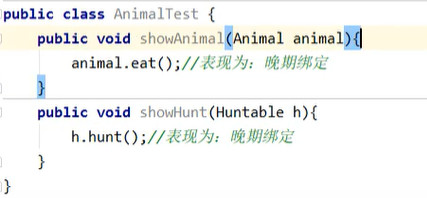 public class AnimalTest {
public void showAnimal(Animal animal){
animal.eat();//表现为：晚期绑定
}
public void showHunt(Huntable h){
h.hunt();//表现为：晚期绑定
}
}